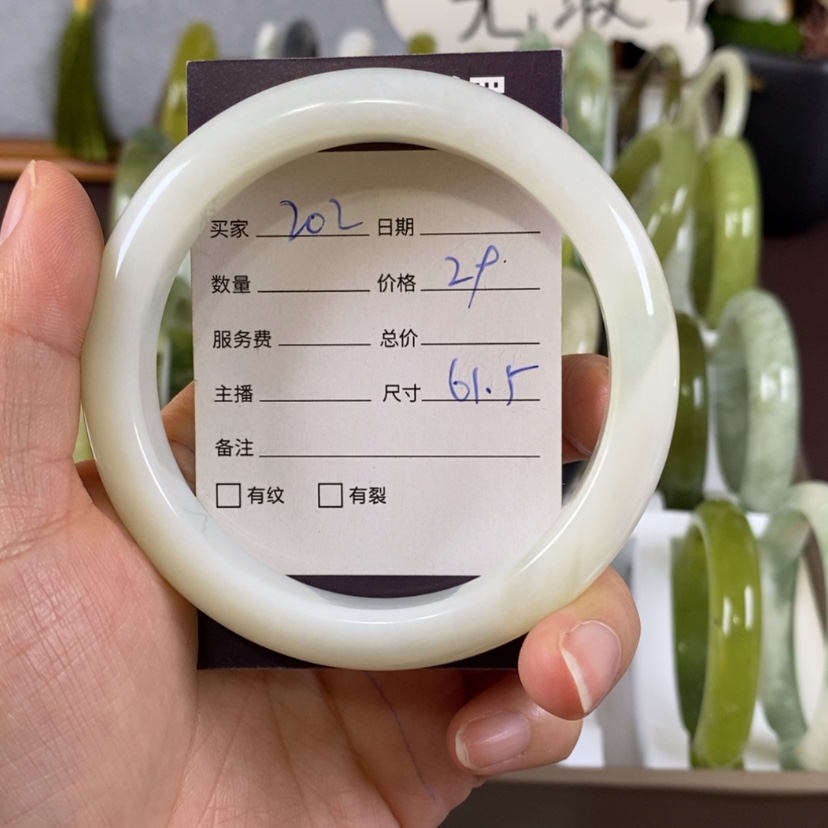 买家 202 日期
数量 价格 29.
服务费 总价
主播 尺寸 61.5
备注
有纹 有裂